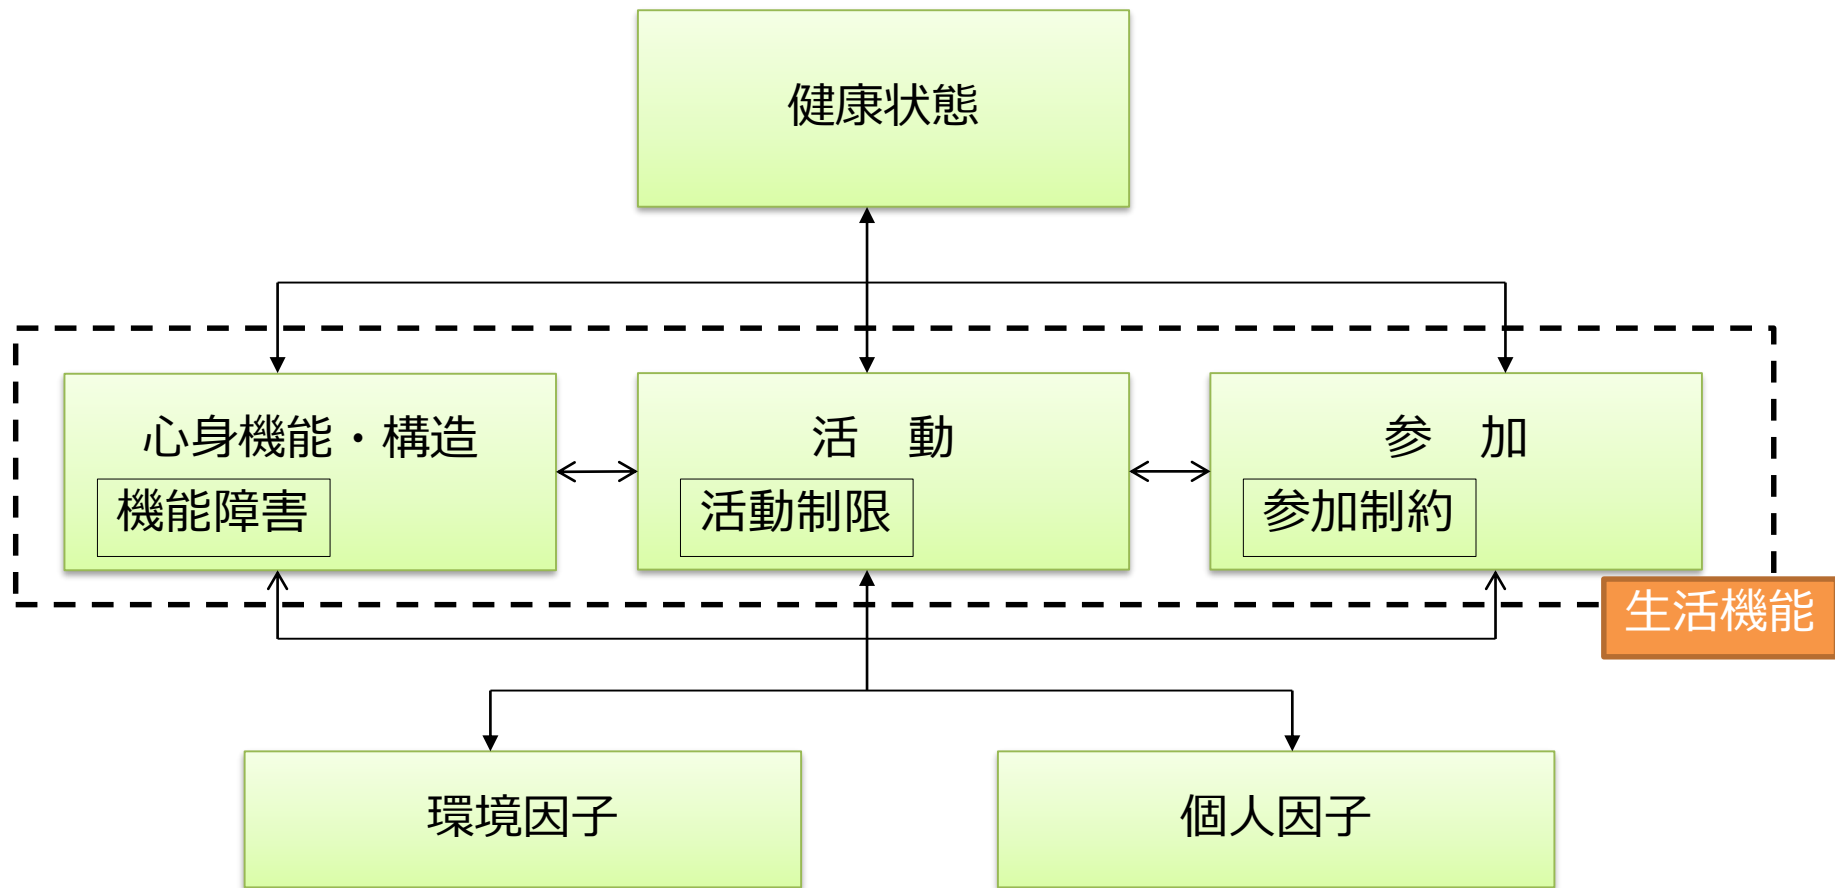 健康状態
心身機能・構造
機能障害
活　動
活動制限
参　加
参加制約
生活機能
環境因子
個人因子